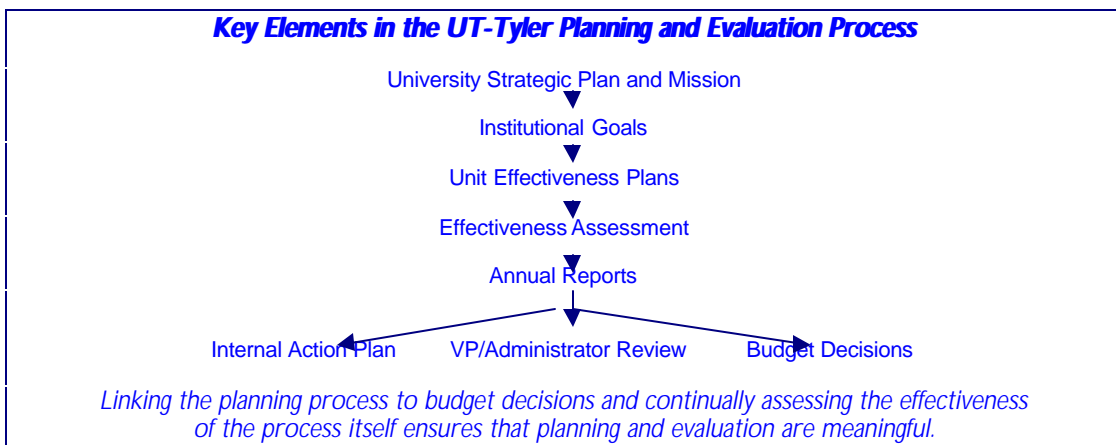 Key Elements in the UT-Tyler Planning and Evaluation Process
University Strategic Plan and Mission
Institutional Goals
Unit Effectiveness Plans
Effectiveness Assessment
Annual Reports
Internal Action Plan VP/Administrator Review Budget Decisions
Linking the planning process to budget decisions and continually assessing the effectiveness
of the process itself ensures that planning and evaluation are meaningful.